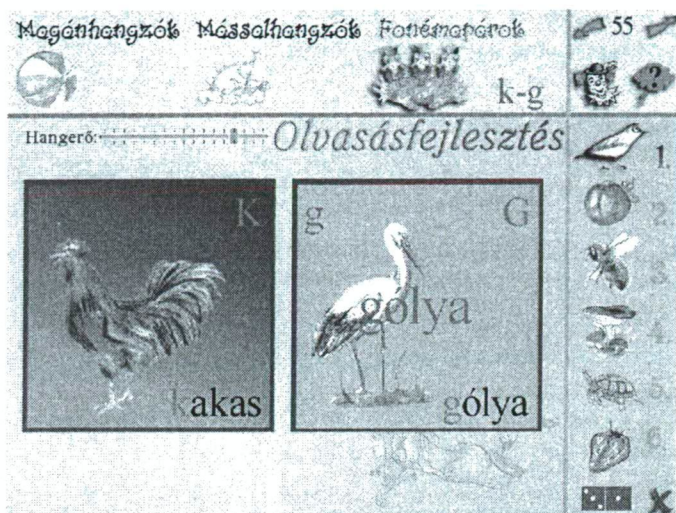 Magánhangzók Mássalhangzók Fonémapárok 55
?
k-g
Hangerő: Olvasásfejlesztés
1.
K g G
2.
3.
gólya
4.
kakas gólya
5.
6.
X